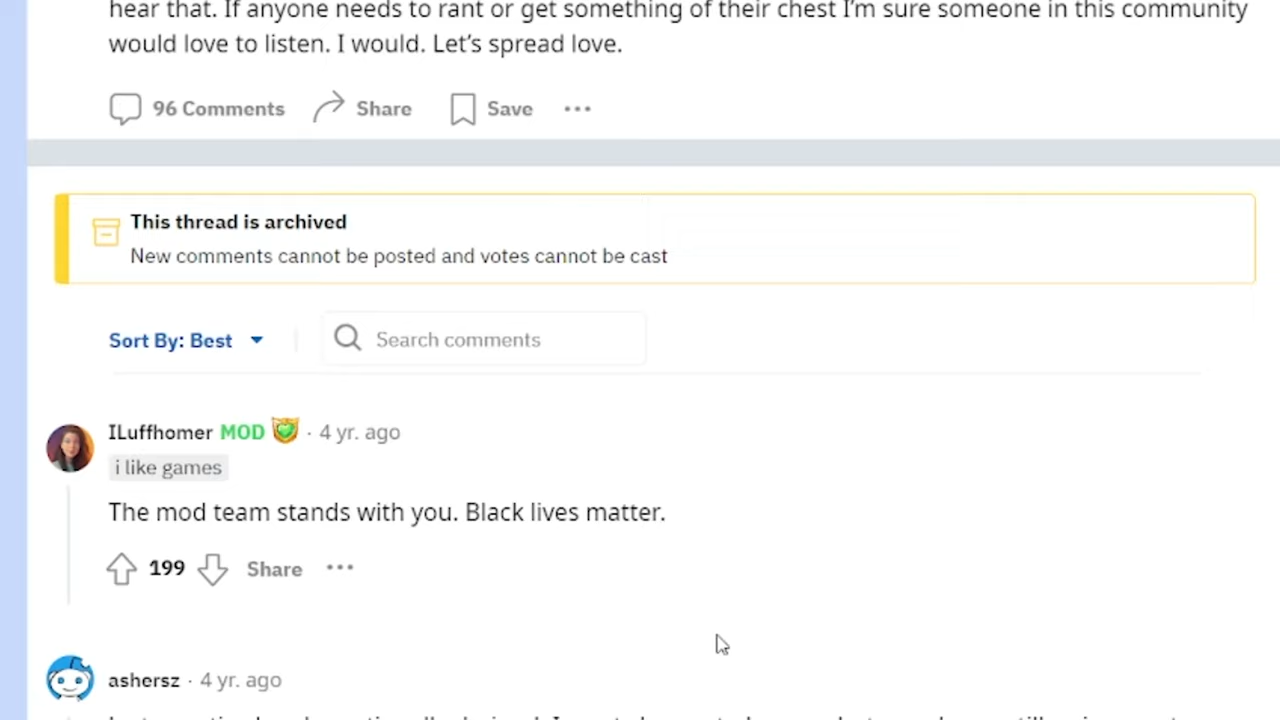 hear that. If anyone needs to rant or get something of their chest I'm sure someone in this community
would love to listen. I would. Let's spread love.
96 Comments Share Save
This thread is archived
New comments cannot be posted and votes cannot be cast
Sort By: Best Search comments
ILuffhomer MOD · 4 yr. ago
i like games
The mod team stands with you. Black lives matter.
199 Share
ashersz · 4 yr. ago